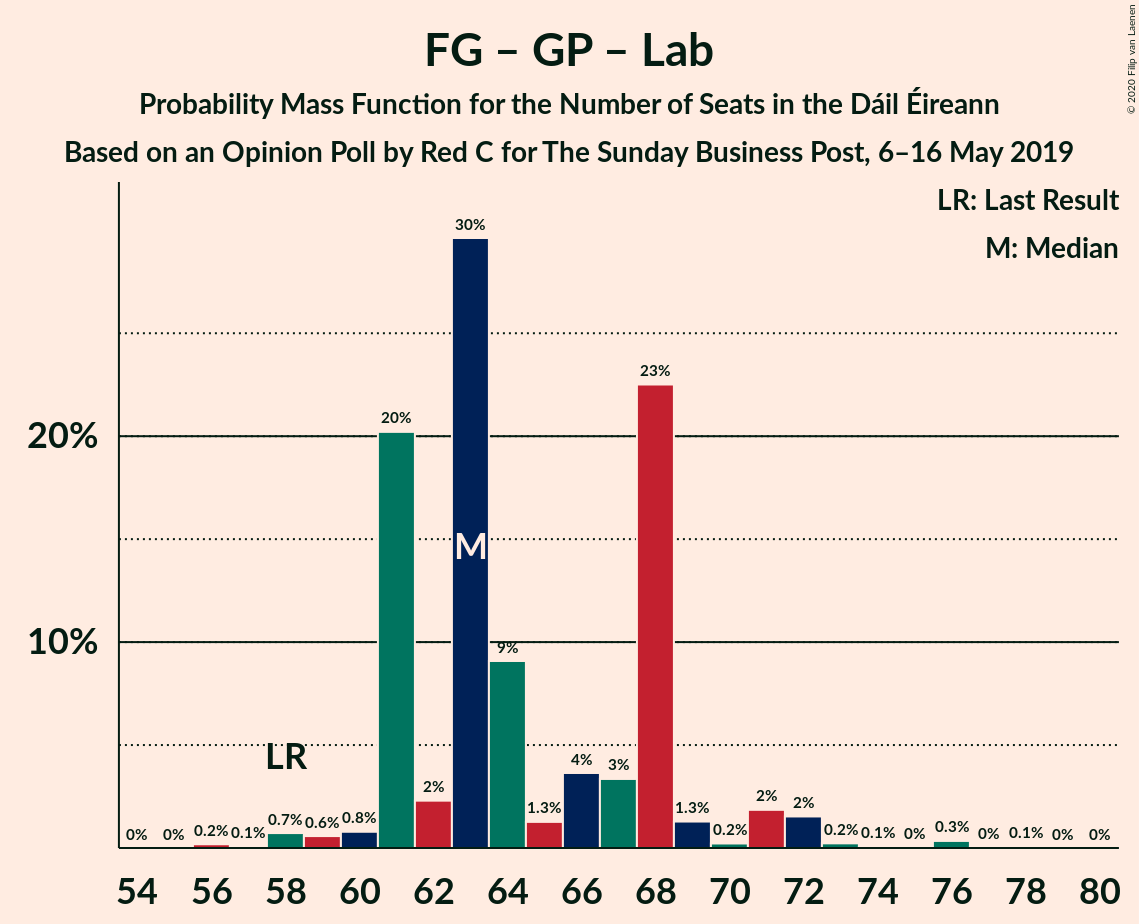 FG – GP – Lab
Probability Mass Function for the Number of Seats in the Dáil Éireann
Based on an Opinion Poll by Red C for The Sunday Business Post, 6–16 May 2019
© 2020 Filip van Laenen
LR: Last Result
M: Median
30%
23%
20%
20%
M
10%
9%
LR
4%
3%
2%
2%
2%
0% 0% 0.2% 0.1% 0.7% 0.6% 0.8% 1.3% 1.3% 0.2% 0.2% 0.1% 0% 0.3% 0% 0.1% 0% 0%
54 56 58 60 62 64 66 68 70 72 74 76 78 80